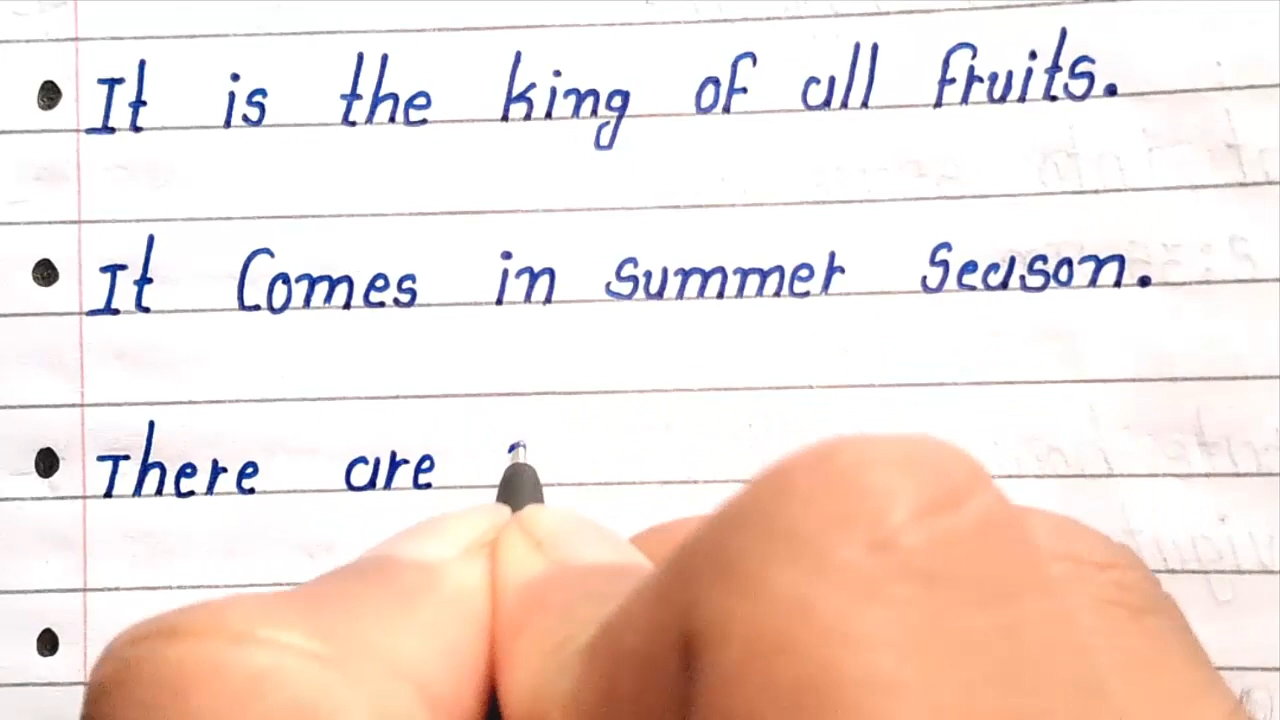 It is the king of all fruits.
It Comes in summer Season.
There are